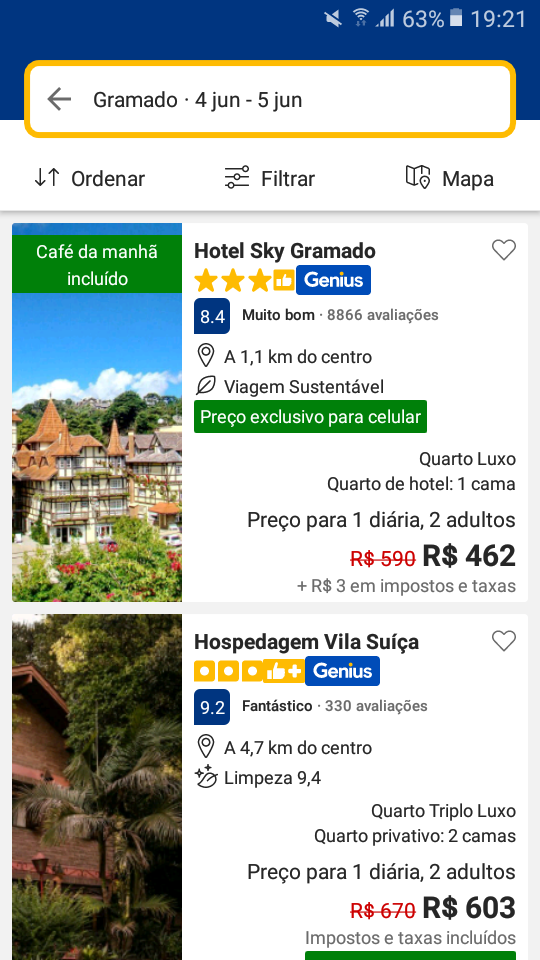 63% 19:21
Gramado · 4 jun - 5 jun
Ordenar Filtrar Mapa
Café da manhã
incluído
Hotel Sky Gramado
Genius
8.4 Muito bom · 8866 avaliações
A 1,1 km do centro
Viagem Sustentável
Preço exclusivo para celular
Quarto Luxo
Quarto de hotel: 1 cama
Preço para 1 diária, 2 adultos
R$ 590 R$ 462
+ R$ 3 em impostos e taxas
Hospedagem Vila Suíça
Genius
9.2 Fantástico · 330 avaliações
A 4,7 km do centro
Limpeza 9,4
Quarto Triplo Luxo
Quarto privativo: 2 camas
Preço para 1 diária, 2 adultos
R$ 670 R$ 603
Impostos e taxas incluídos